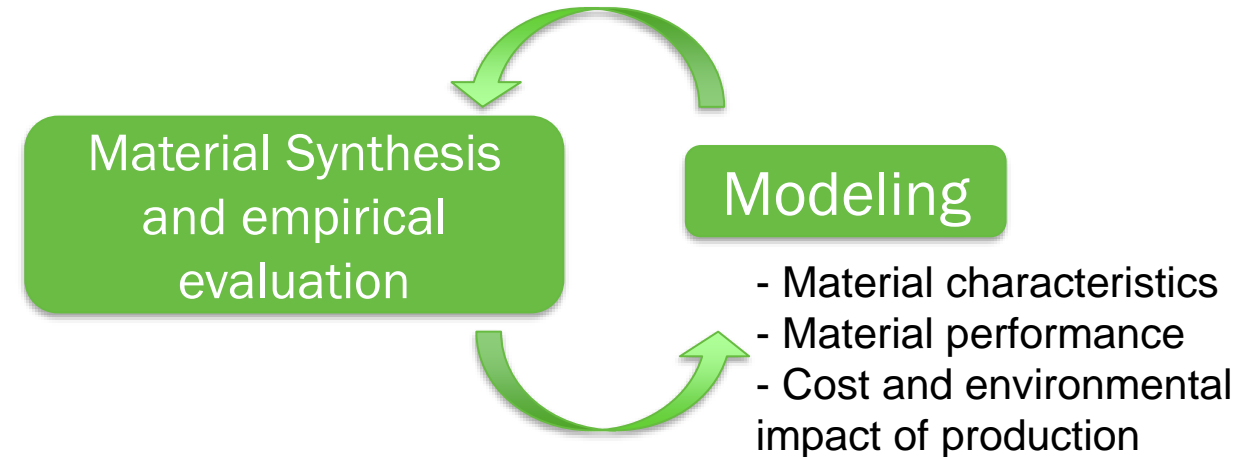 Material Synthesis
and empirical
evaluation
Modeling
- Material characteristics
- Material performance
- Cost and environmental
impact of production